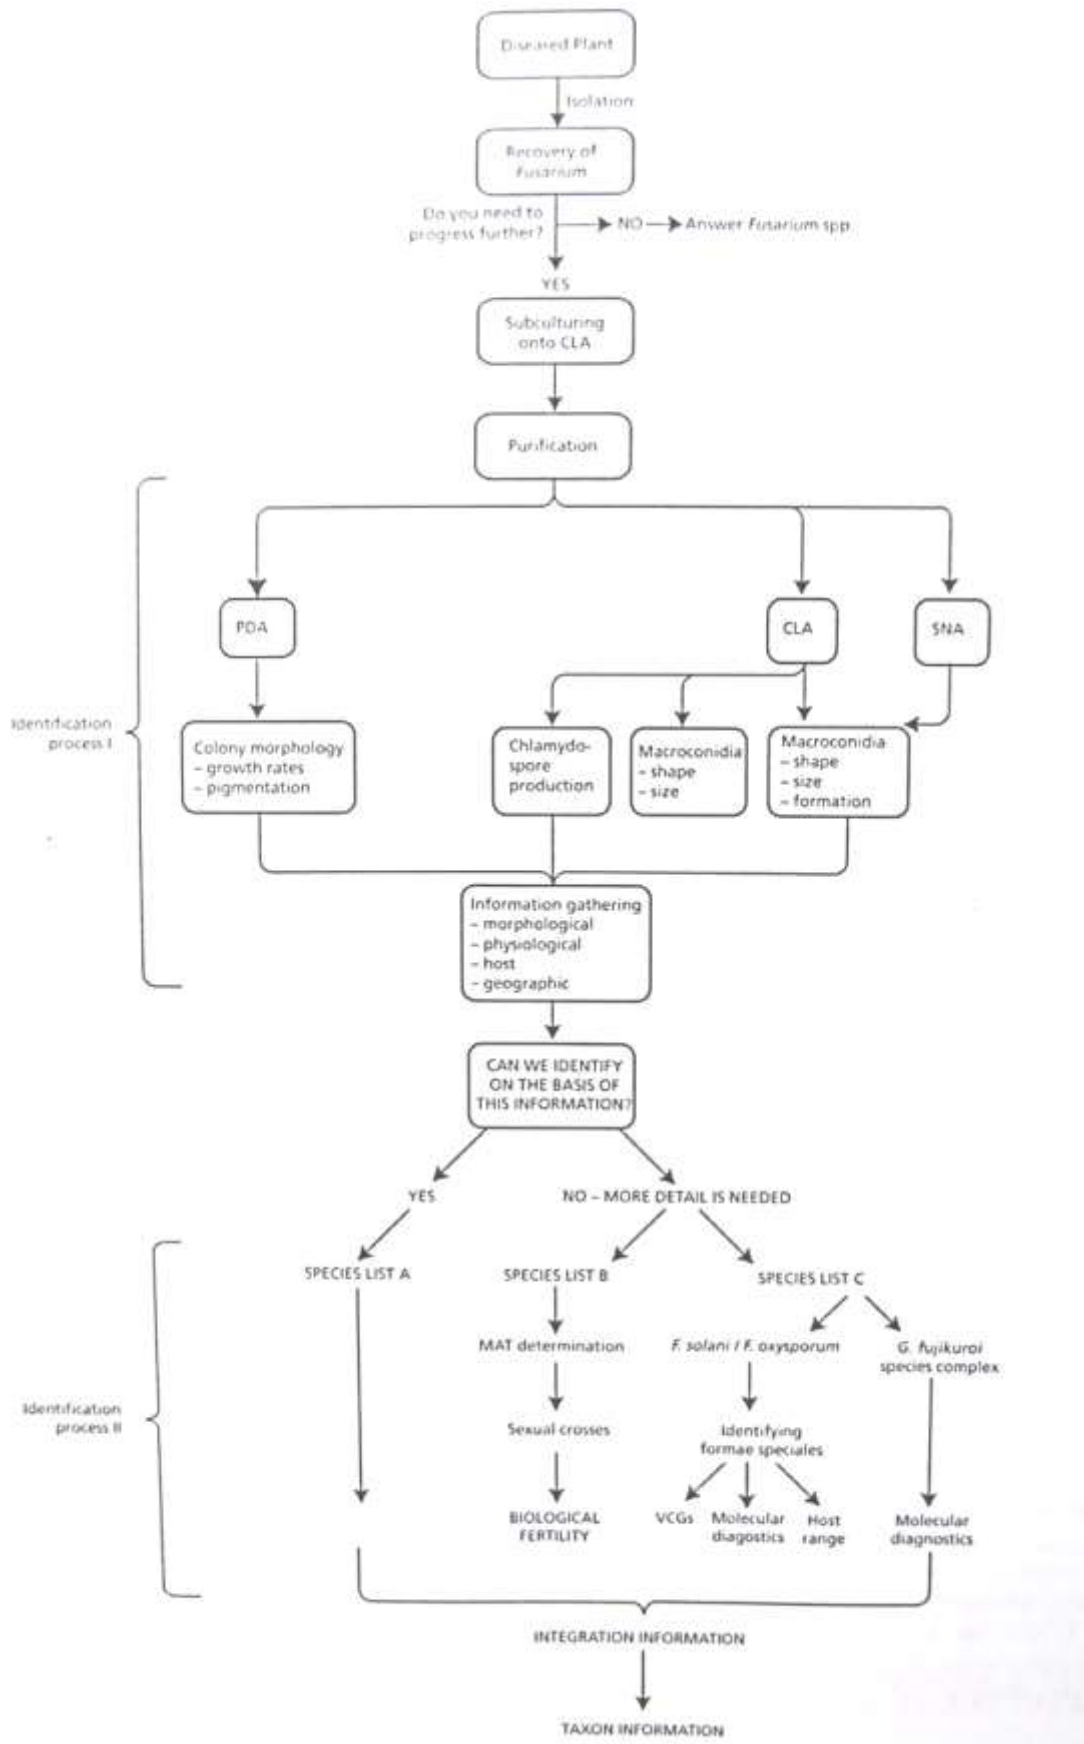 Diseared Plant
Isolation
Recovery of
Fusarium
Do you need to
progress further?
NO
Answer Fusarium spp
YES
Subculturing
onto CLA
Purification
PDA
CLA
SNA
Identification
process I
Colony morphology
– growth rates
– pigmentation
Chlamydo-
spore
production
Macroconidia
– shape
– size
Macroconidia
– shape
– size
– formation
Information gathering
– morphological
– physiological
– host
– geographic
CAN WE IDENTIFY
ON THE BASIS OF
THIS INFORMATION?
YES
NO – MORE DETAIL IS NEEDED
SPECIES LIST A
SPECIES LIST B
SPECIES LIST C
MAT determination
F. solani / F. oxysporum
G. fujikuroi
species complex
Identification
process II
Sexual crosses
Identifying
formae speciales
BIOLOGICAL
FERTILITY
VCGs
Molecular
diagostics
Host
range
Molecular
diagnostics
INTEGRATION INFORMATION
TAXON INFORMATION